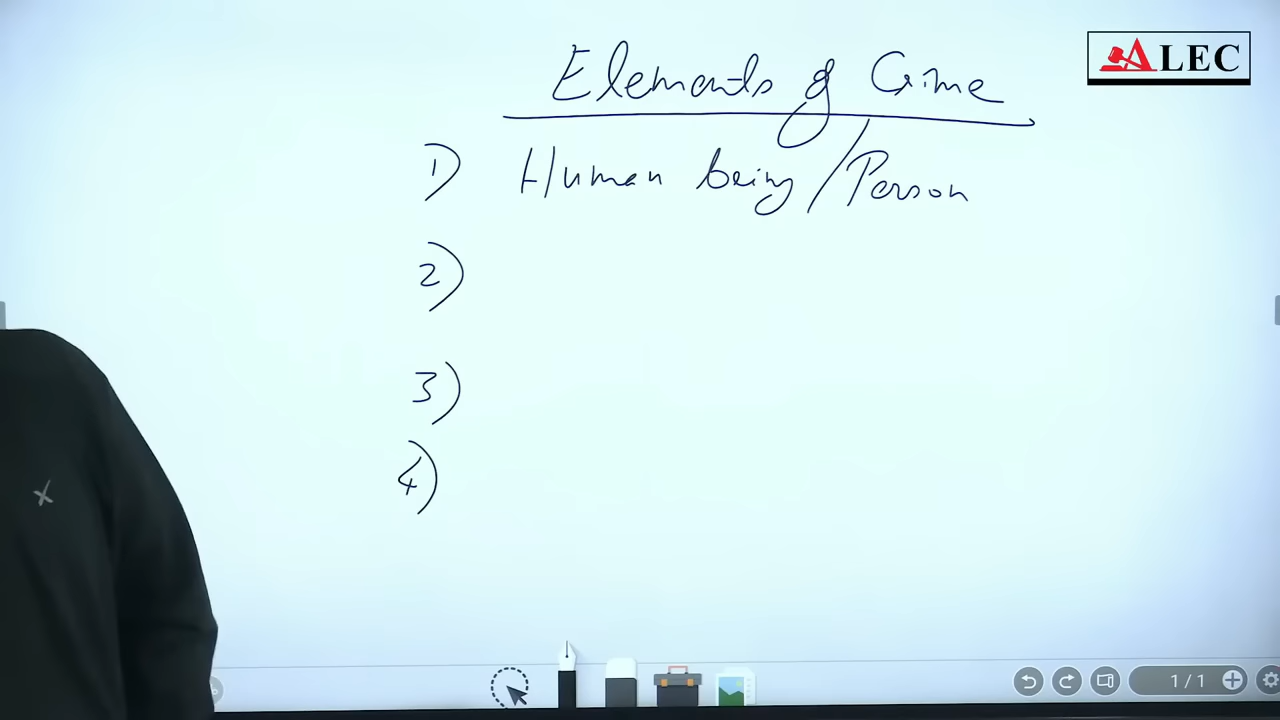 ALEC
Elements of Crime
1) Human being/Person
2)
3)
4)
1/1